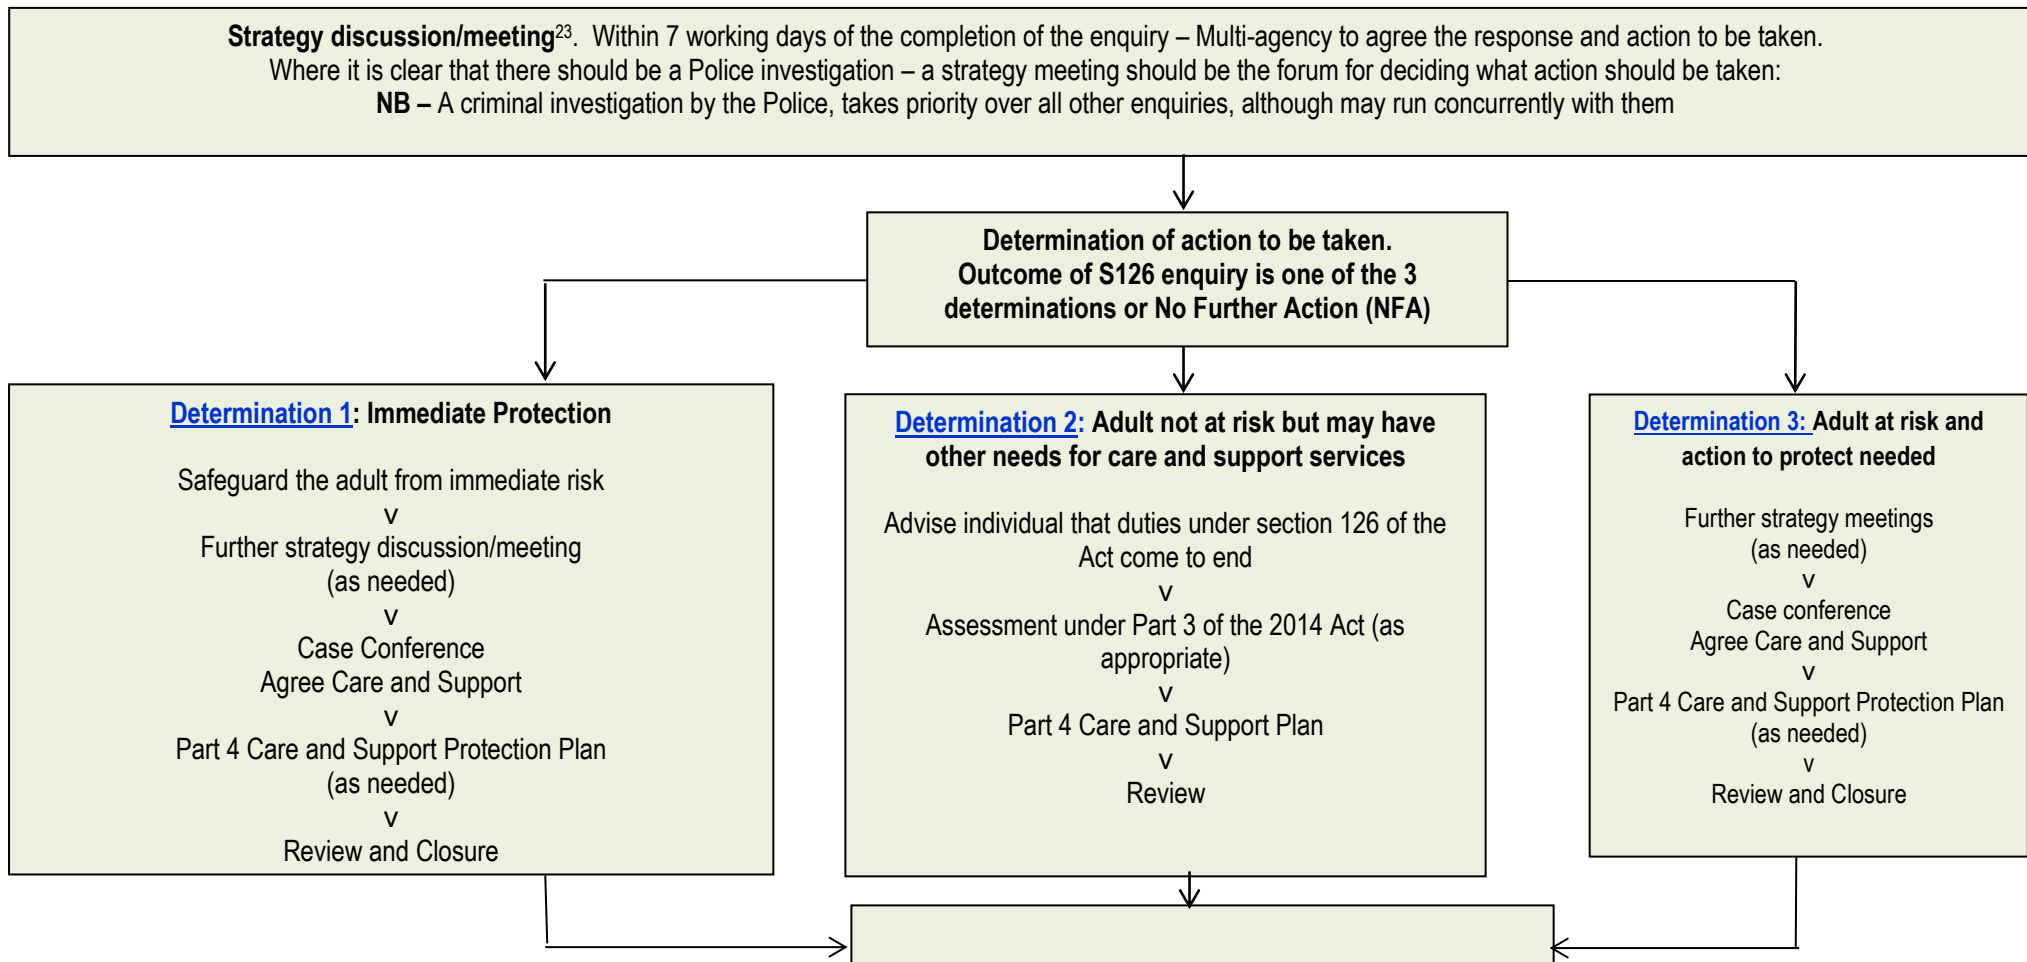 Strategy discussion/meeting23. Within 7 working days of the completion of the enquiry – Multi-agency to agree the response and action to be taken.
Where it is clear that there should be a Police investigation – a strategy meeting should be the forum for deciding what action should be taken:
NB – A criminal investigation by the Police, takes priority over all other enquiries, although may run concurrently with them
Determination of action to be taken.
Outcome of S126 enquiry is one of the 3
determinations or No Further Action (NFA)
Determination 1: Immediate Protection
Safeguard the adult from immediate risk
v
Further strategy discussion/meeting
(as needed)
v
Case Conference
Agree Care and Support
v
Part 4 Care and Support Protection Plan
(as needed)
v
Review and Closure
Determination 2: Adult not at risk but may have
other needs for care and support services
Advise individual that duties under section 126 of the
Act come to end
v
Assessment under Part 3 of the 2014 Act (as
appropriate)
v
Part 4 Care and Support Plan
v
Review
Determination 3: Adult at risk and
action to protect needed
Further strategy meetings
(as needed)
v
Case conference
Agree Care and Support
v
Part 4 Care and Support Protection Plan
(as needed)
v
Review and Closure